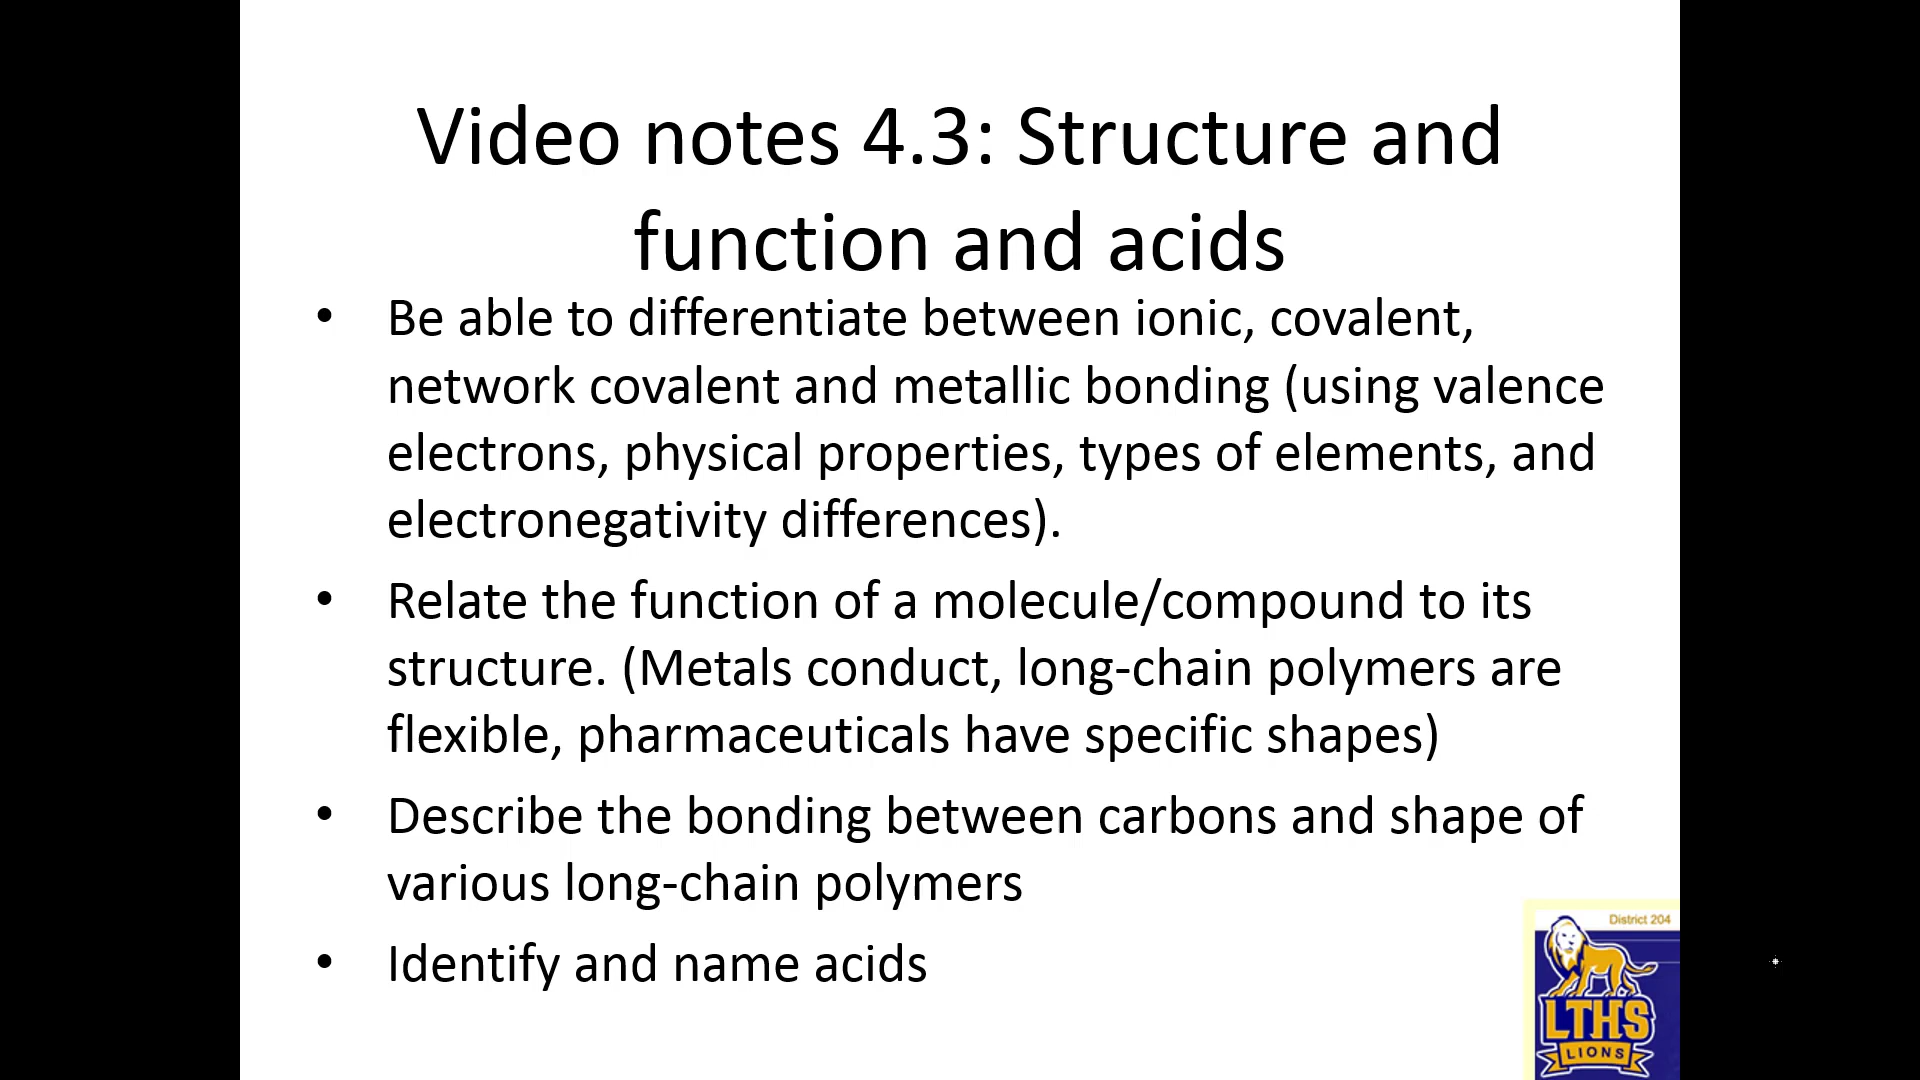 Video notes 4.3: Structure and
function and acids
• Be able to differentiate between ionic, covalent,
network covalent and metallic bonding (using valence
electrons, physical properties, types of elements, and
electronegativity differences).
• Relate the function of a molecule/compound to its
structure. (Metals conduct, long-chain polymers are
flexible, pharmaceuticals have specific shapes)
• Describe the bonding between carbons and shape of
various long-chain polymers
• Identify and name acids
District 204
LTHS
LIONS